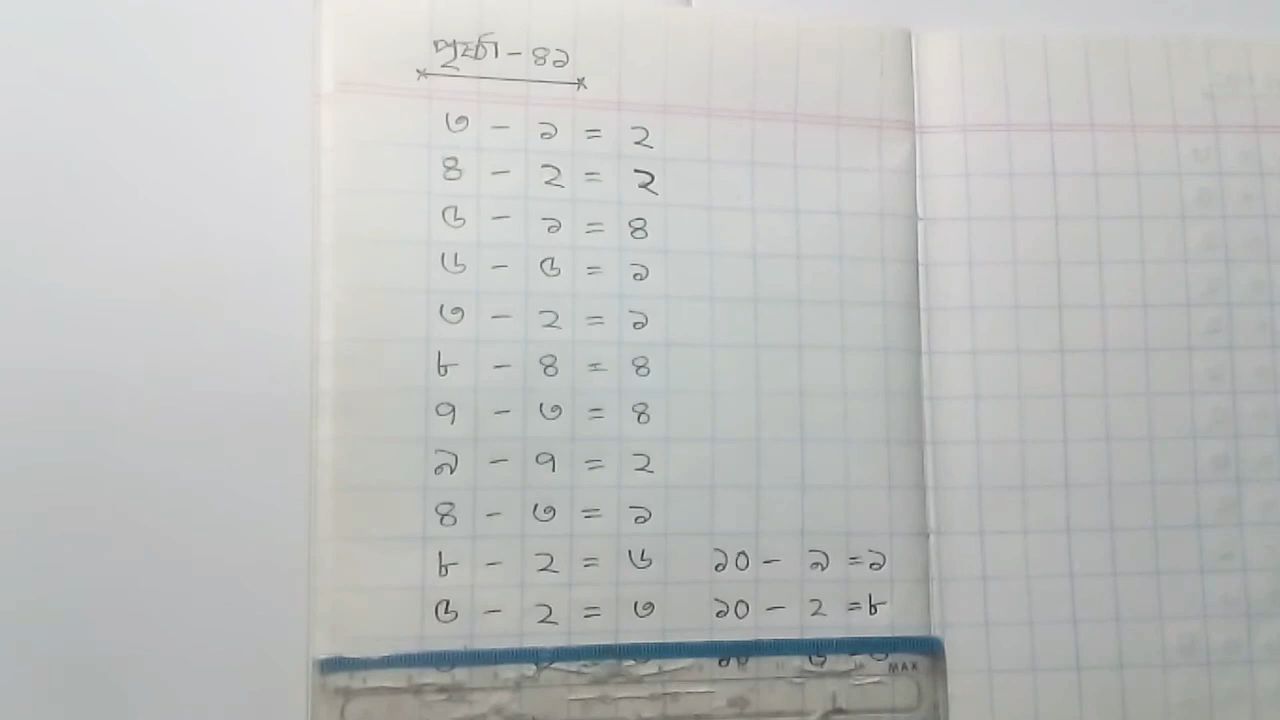 পৃষ্ঠা - ৪১
৩ - ১ = ২
৪ - ২ = ২
৫ - ১ = ৪
৬ - ৫ = ১
৩ - ২ = ১
৮ - ৪ = ৪
৭ - ৩ = ৪
৯ - ৭ = ২
৪ - ৩ = ১
৮ - ২ = ৬ ১০ - ৯ = ১
৫ - ২ = ৩ ১০ - ২ = ৮
MAX